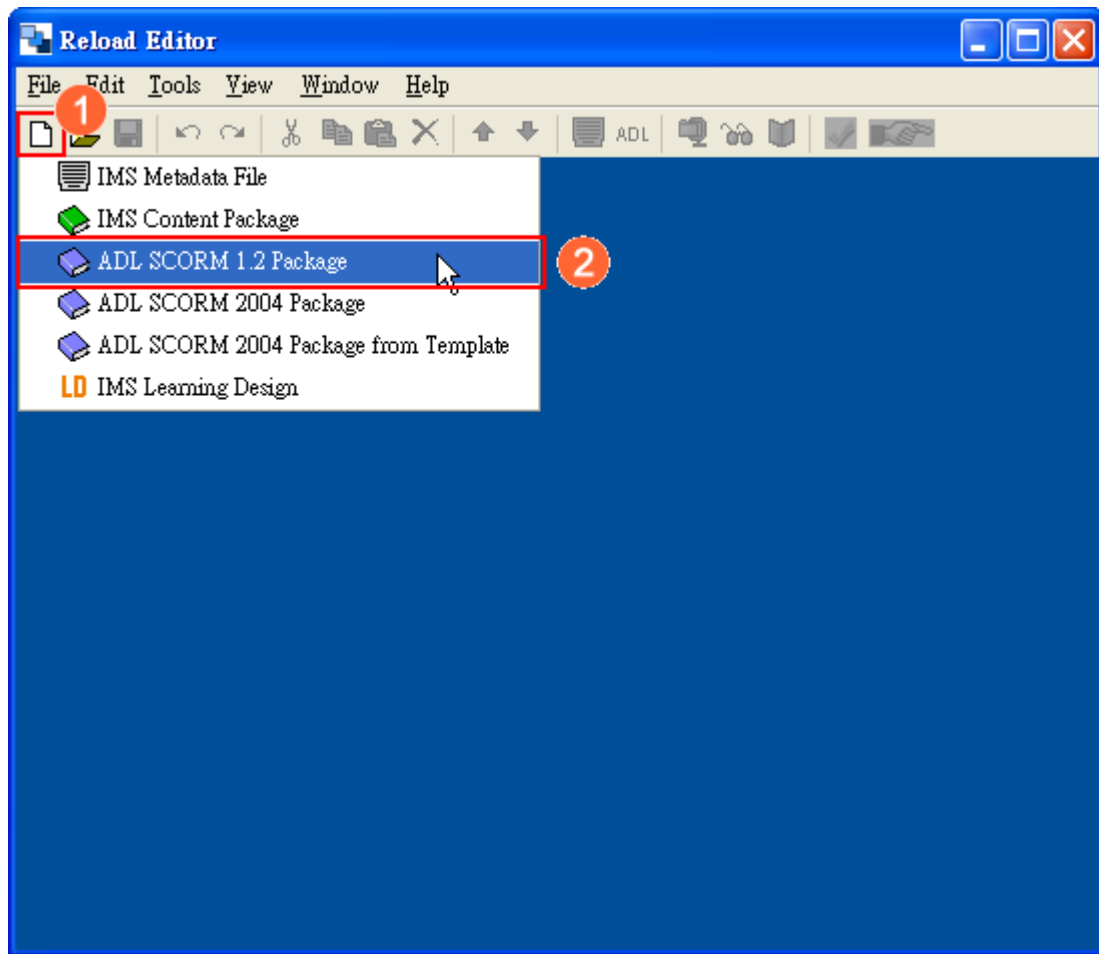 Reload Editor
File Edit Tools View Window Help
1
ADL
IMS Metadata File
IMS Content Package
ADL SCORM 1.2 Package
2
ADL SCORM 2004 Package
ADL SCORM 2004 Package from Template
LD IMS Learning Design